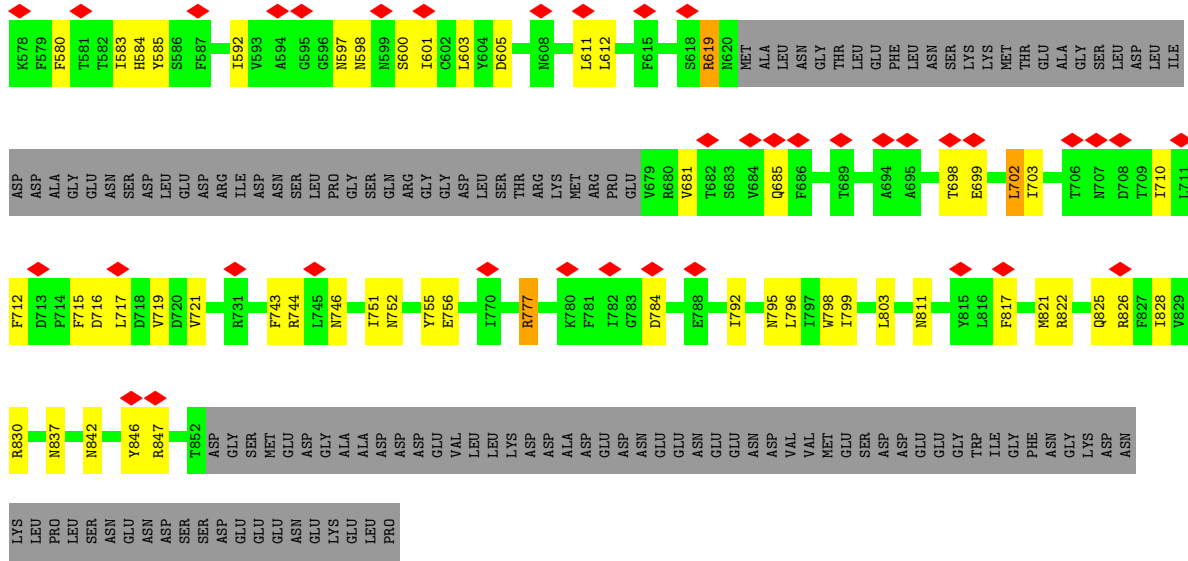 K578 F579 F580 T581 T582 I583 H584 Y585 S586 F587 I592 V593 A594 G595 G596 N597 N598 N599 S600 I601 C602 L603 Y604 D605 N608 L611 L612 F615 S618 R619 N620 MET ALA LEU ASN GLY THR LEU GLU PHE LEU ASN SER LYS LYS MET THR GLU ALA GLY SER LEU ASP LEU ILE
ASP ASP ALA GLY GLU ASN SER ASP LEU GLU ASP ARG ILE ASP ASN SER LEU PRO GLY SER GLN ARG GLY GLY ASP LEU SER THR ARG LYS MET ARG PRO GLU V679 R680 V681 T682 S683 V684 Q685 F686 T689 A694 A695 T698 E699 L702 I703 T706 N707 D708 T709 I710 L711
F712 D713 P714 F715 D716 L717 D718 V719 D720 V721 R731 F743 R744 L745 N746 I751 N752 Y755 E756 I770 R777 K780 F781 I782 G783 D784 E788 I792 N795 L796 I797 W798 I799 L803 N811 Y815 L816 F817 M821 R822 Q825 R826 F827 I828 V829
R830 N837 N842 Y846 R847 T852 ASP GLY SER MET GLU ASP GLY ALA ALA ASP ASP ASP GLU VAL LEU LEU LYS ASP ASP ALA ASP GLU ASP ASN GLU GLU ASN GLU GLU ASN ASP VAL VAL MET GLU SER ASP ASP GLU GLU GLY TRP ILE GLY PHE ASN GLY LYS ASP ASN
LYS LEU PRO LEU SER ASN GLU ASN ASP SER SER ASP GLU GLU GLU ASN GLU LYS GLU LEU PRO